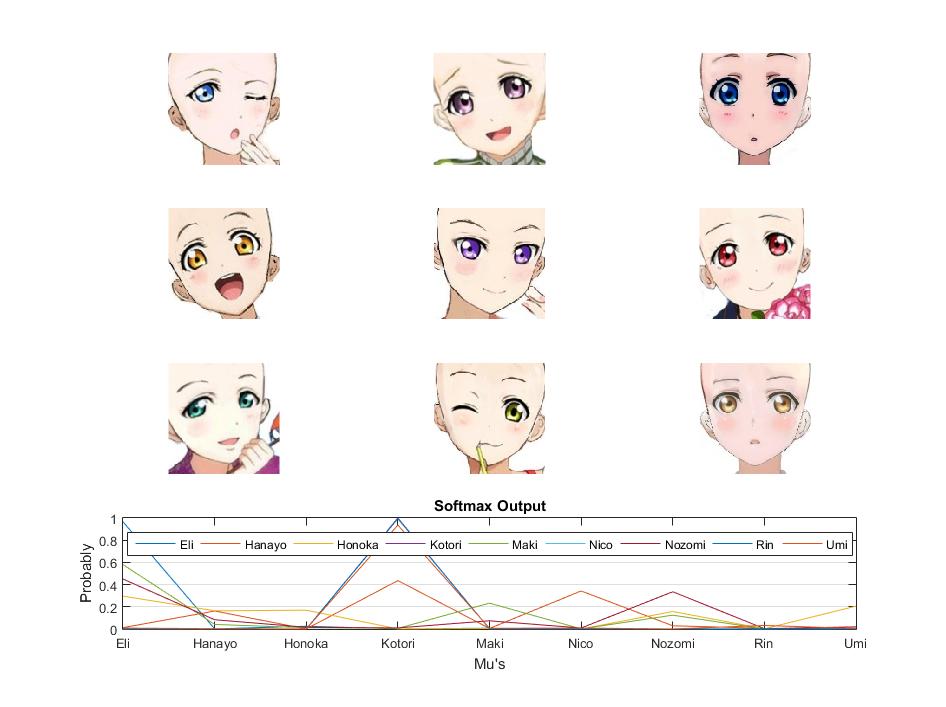 Softmax Output
Probably
1
0.8
0.6
0.4
0.2
0
Eli Hanayo Honoka Kotori Maki Nico Nozomi Rin Umi
Eli Hanayo Honoka Kotori Maki Nico Nozomi Rin Umi
Mu's